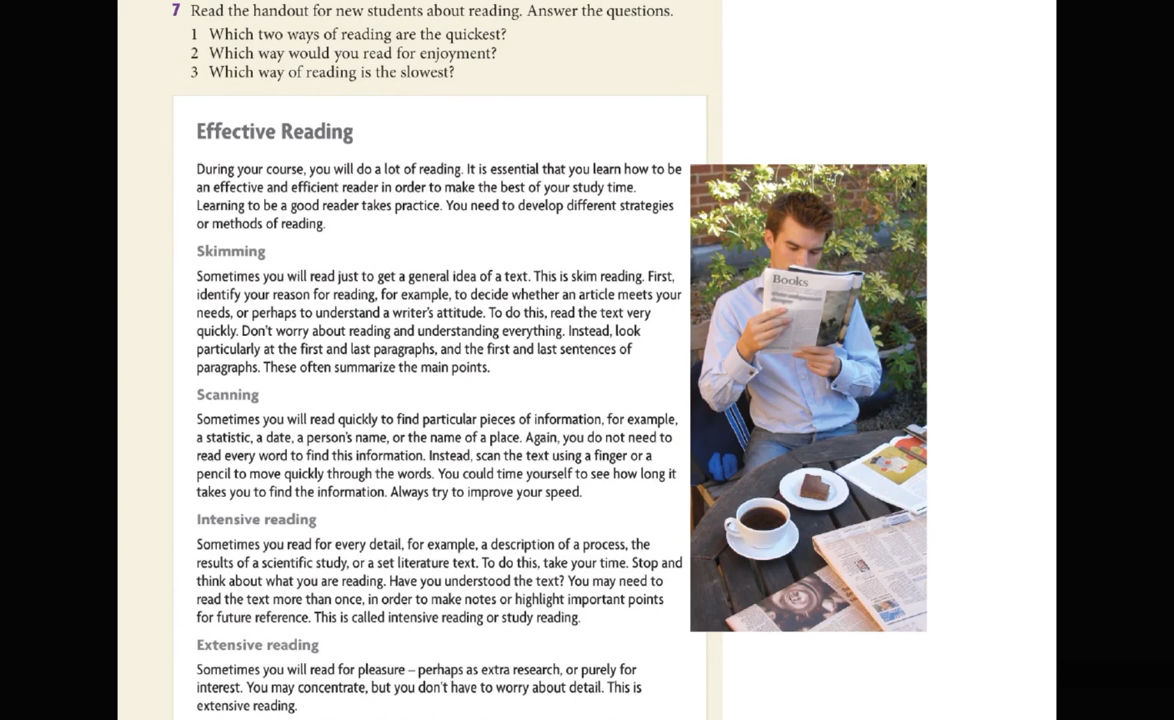 7 Read the handout for new students about reading. Answer the questions.
1 Which two ways of reading are the quickest?
2 Which way would you read for enjoyment?
3 Which way of reading is the slowest?
Effective Reading
During your course, you will do a lot of reading. It is essential that you learn how to be
an effective and efficient reader in order to make the best of your study time.
Learning to be a good reader takes practice. You need to develop different strategies
or methods of reading.
Skimming
Sometimes you will read just to get a general idea of a text. This is skim reading. First,
identify your reason for reading, for example, to decide whether an article meets your
needs, or perhaps to understand a writer's attitude. To do this, read the text very
quickly. Don't worry about reading and understanding everything. Instead, look
particularly at the first and last paragraphs, and the first and last sentences of
paragraphs. These often summarize the main points.
Scanning
Sometimes you will read quickly to find particular pieces of information, for example,
a statistic, a date, a person's name, or the name of a place. Again, you do not need to
read every word to find this information. Instead, scan the text using a finger or a
pencil to move quickly through the words. You could time yourself to see how long it
takes you to find the information. Always try to improve your speed.
Intensive reading
Sometimes you read for every detail, for example, a description of a process, the
results of a scientific study, or a set literature text. To do this, take your time. Stop and
think about what you are reading. Have you understood the text? You may need to
read the text more than once, in order to make notes or highlight important points
for future reference. This is called intensive reading or study reading.
Extensive reading
Sometimes you will read for pleasure – perhaps as extra research, or purely for
interest. You may concentrate, but you don't have to worry about detail. This is
extensive reading.
Books